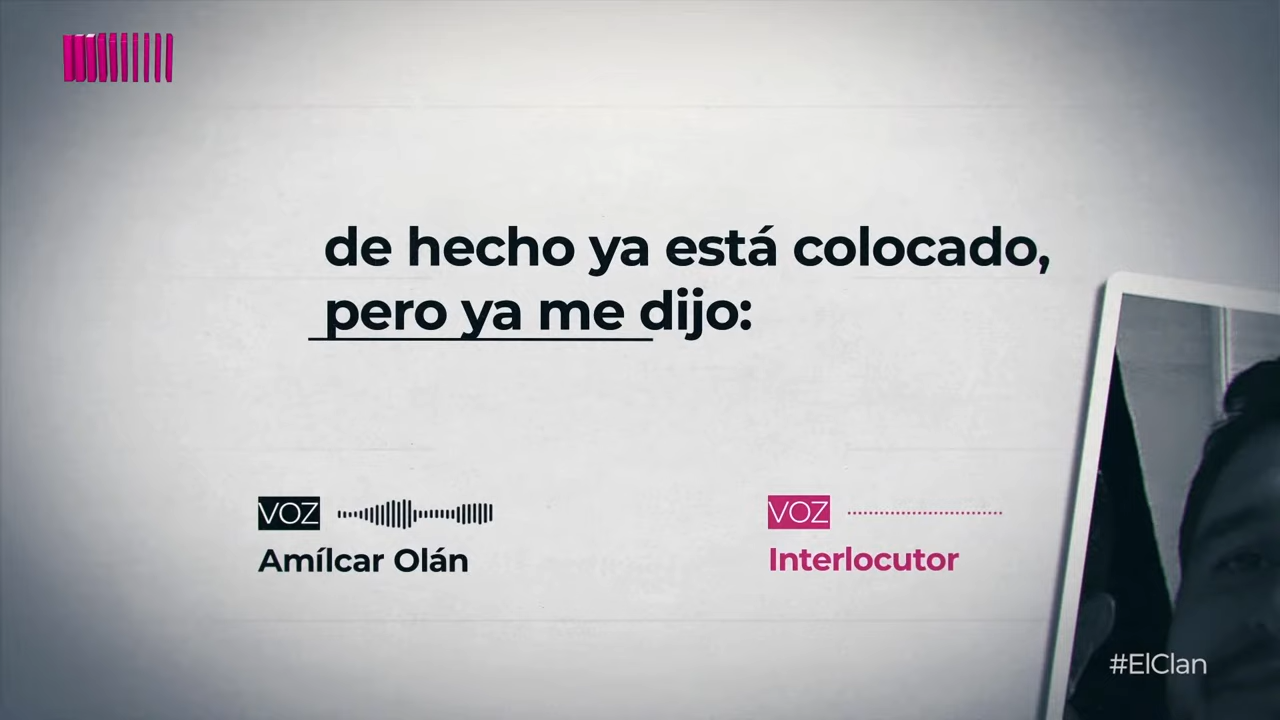 de hecho ya está colocado,
pero ya me dijo:
VOZ
Amílcar Olán
VOZ
Interlocutor
#ElClan